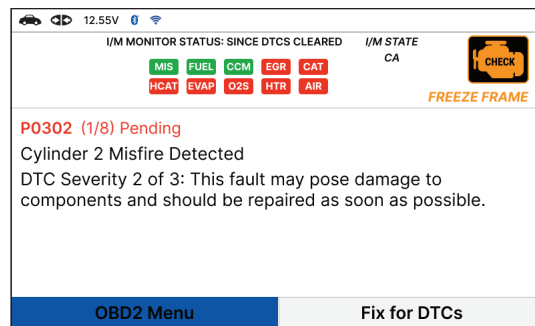 12.55V
I/M MONITOR STATUS: SINCE DTCS CLEARED I/M STATE
CA
MIS FUEL CCM EGR CAT
HCAT EVAP O2S HTR AIR
CHECK
FREEZE FRAME
P0302 (1/8) Pending
Cylinder 2 Misfire Detected
DTC Severity 2 of 3: This fault may pose damage to
components and should be repaired as soon as possible.
OBD2 Menu Fix for DTCs